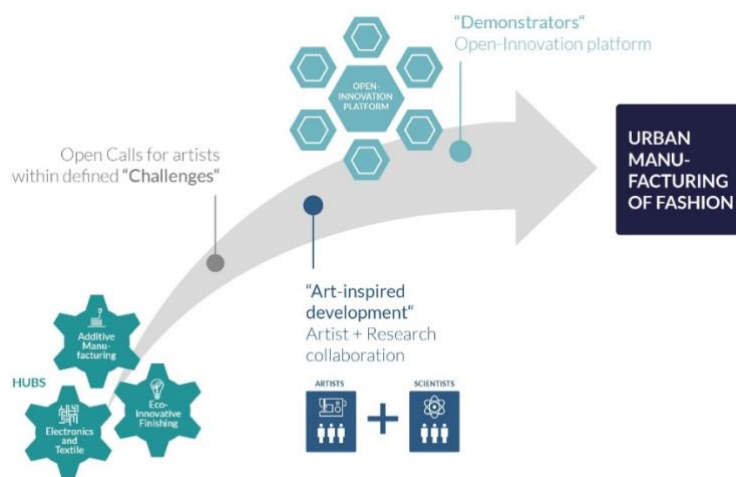 "Demonstrators"
Open-Innovation platform
OPEN-
INNOVATION
PLATFORM
URBAN
MANU-
FACTURING
OF FASHION
Open Calls for artists
within defined "Challenges"
"Art-inspired
development"
Artist + Research
collaboration
HUBS
Additive
Manu-
facturing
Eco-
innovative
Finishing
Electronics
and
Textile
ARTISTS
+
SCIENTISTS